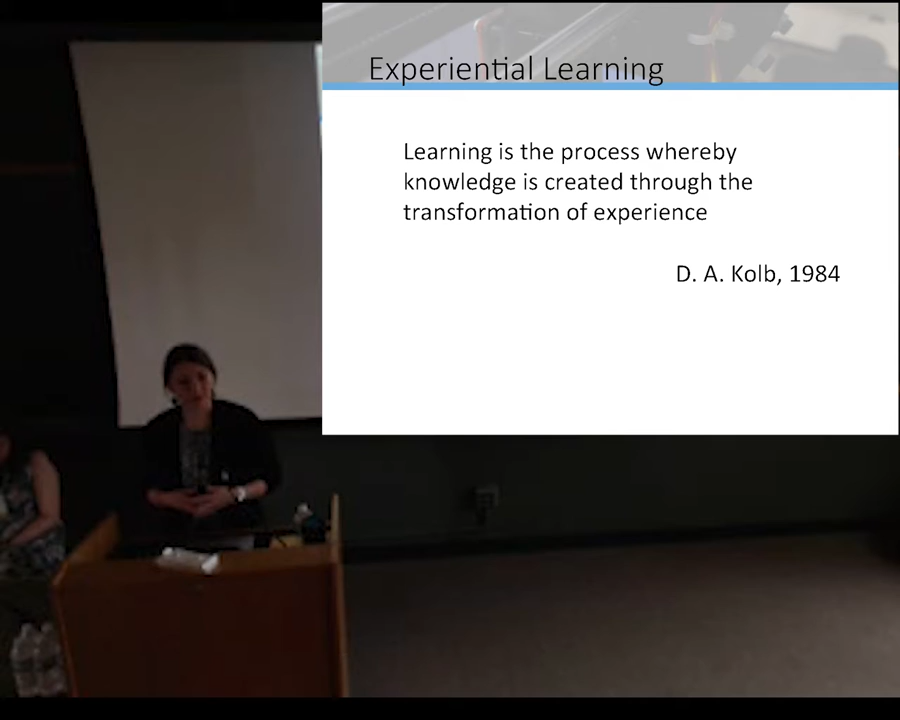 Experiential Learning
Learning is the process whereby
knowledge is created through the
transformation of experience
D. A. Kolb, 1984